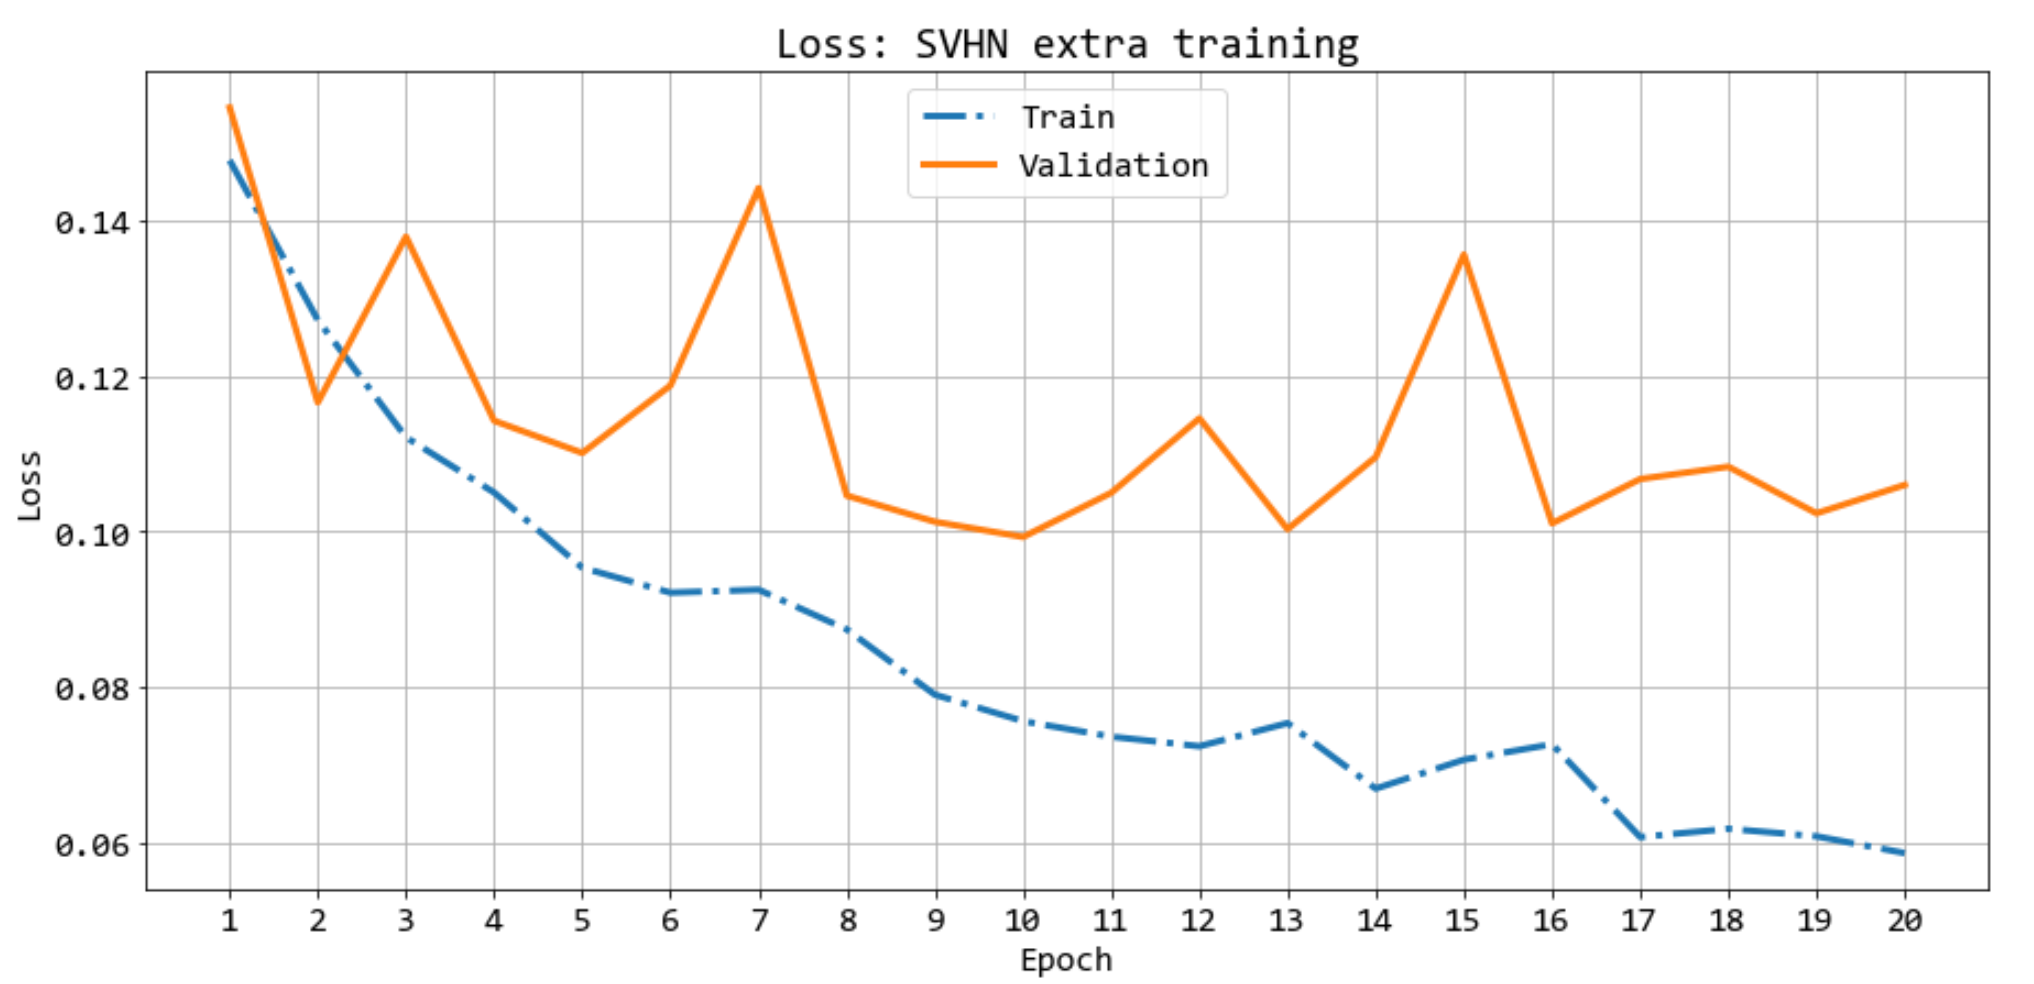 Loss: SVHN extra training
Train
Validation
0.14
0.12
0.10
0.08
0.06
Loss
1 2 3 4 5 6 7 8 9 10 11 12 13 14 15 16 17 18 19 20
Epoch